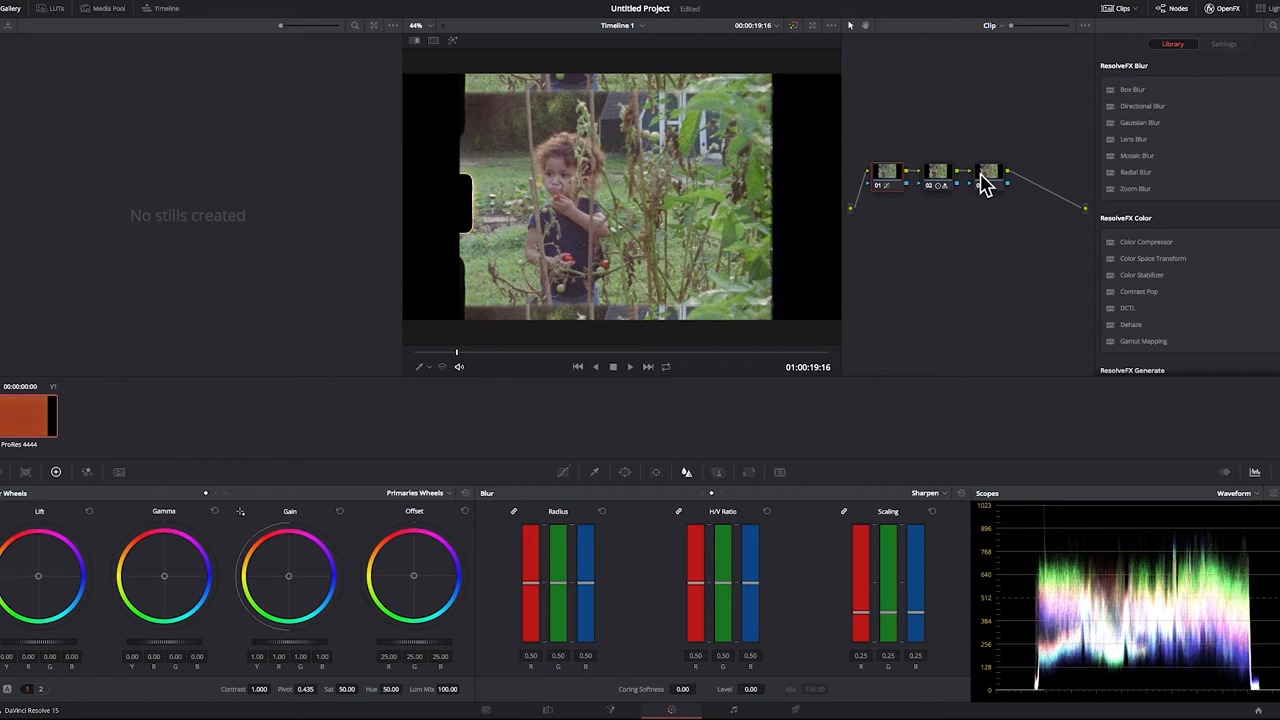 Gallery LUTs Media Pool Timeline Untitled Project Edited Clips Nodes OpenFX
44% Timeline 1 00:00:19:16 Clip
Library Settings
ResolveFX Blur
Box Blur
Directional Blur
Gaussian Blur
Lens Blur
Mosaic Blur
Radial Blur
Zoom Blur
01 02
No stills created
ResolveFX Color
Color Compressor
Color Space Transform
Color Stabilizer
Contrast Pop
DCTL
Dehaze
Gamut Mapping
01:00:19:16
ResolveFX Generate
00:00:00:00 V1
ProRes 4444
Wheels Primaries Wheels Blur Sharpen Scopes Waveform
Lift Gamma Gain Offset Radius H/V Ratio Scaling
1023
896
768
640
512
384
256
128
0
0.00 0.00 0.00 0.00 0.00 0.00 0.00 0.00 1.00 1.00 1.00 1.00 25.00 25.00 25.00 0.50 0.50 0.50 0.50 0.50 0.50 0.25 0.25 0.25
Y R G B Y R G B Y R G B R G B R G B R G B R G B
A 1 2 Contrast 1.000 Pivot 0.435 Sat 50.00 Hue 50.00 Lum Mix 100.00 Coring Softness 0.00 Level 0.00 Mix 100.00
DaVinci Resolve 15